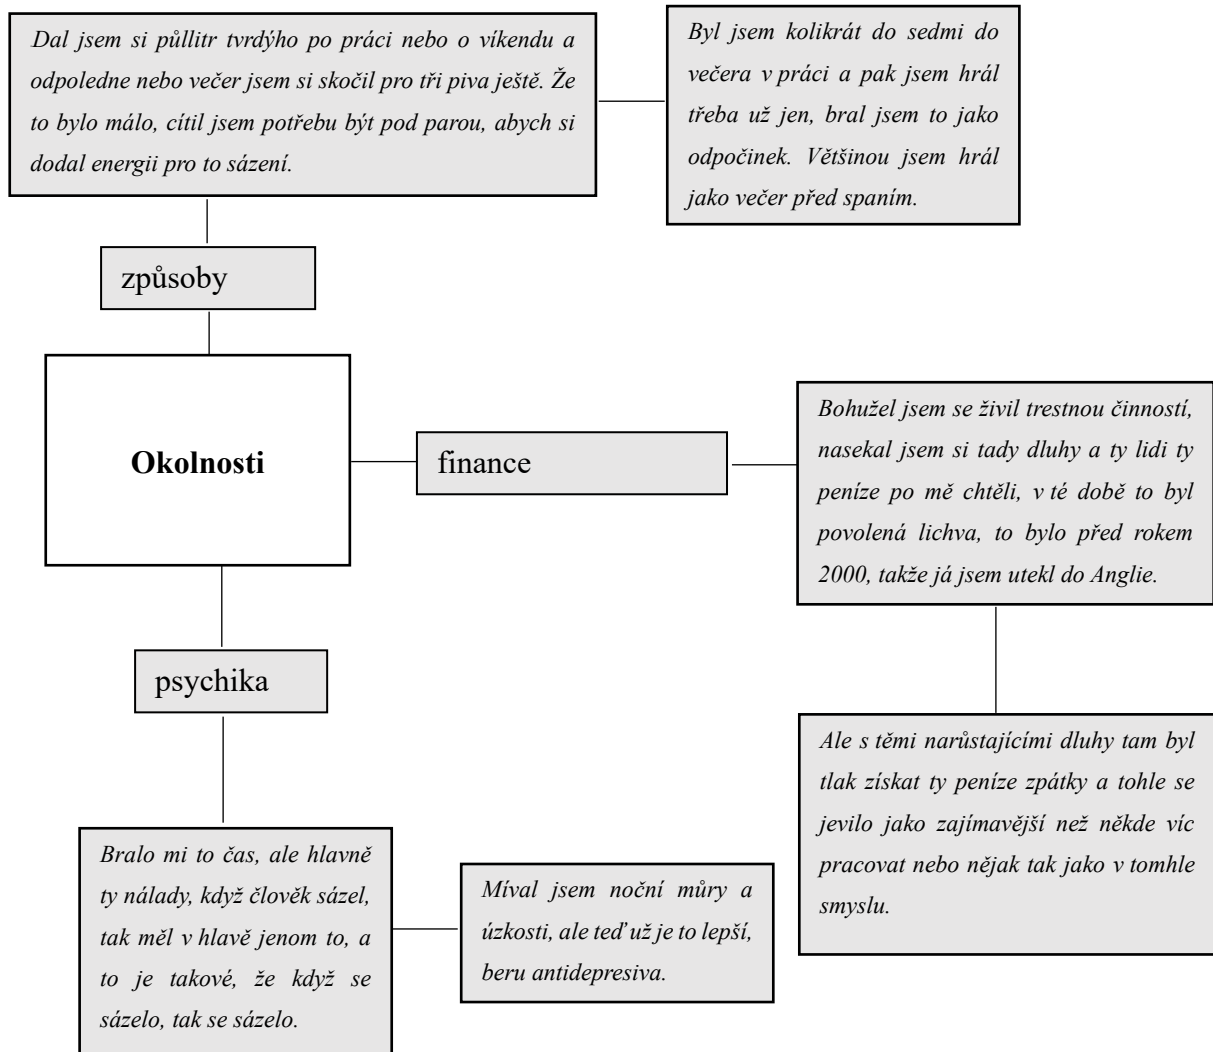 Dal jsem si půllitr tvrdýho po práci nebo o víkendu a
odpoledne nebo večer jsem si skočil pro tři piva ještě. Že
to bylo málo, cítil jsem potřebu být pod parou, abych si
dodal energii pro to sázení.
Byl jsem kolikrát do sedmi do
večera v práci a pak jsem hrál
třeba už jen, bral jsem to jako
odpočinek. Většinou jsem hrál
jako večer před spaním.
způsoby
Okolnosti
finance
Bohužel jsem se živil trestnou činností,
nasekal jsem si tady dluhy a ty lidi ty
peníze po mě chtěli, v té době to byl
povolená lichva, to bylo před rokem
2000, takže já jsem utekl do Anglie.
psychika
Ale s těmi narůstajícími dluhy tam byl
tlak získat ty peníze zpátky a tohle se
jevilo jako zajímavější než někde víc
pracovat nebo nějak tak jako v tomhle
smyslu.
Bralo mi to čas, ale hlavně
ty nálady, když člověk sázel,
tak měl v hlavě jenom to, a
to je takové, že když se
sázelo, tak se sázelo.
Míval jsem noční můry a
úzkosti, ale teď už je to lepší,
beru antidepresiva.